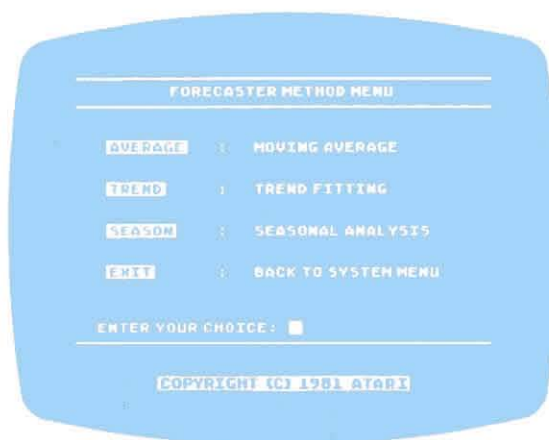 FORECASTER METHOD MENU
AVERAGE : MOVING AVERAGE
TREND : TREND FITTING
SEASON : SEASONAL ANALYSIS
EXIT : BACK TO SYSTEM MENU
ENTER YOUR CHOICE:
COPYRIGHT (C) 1981 ATARI